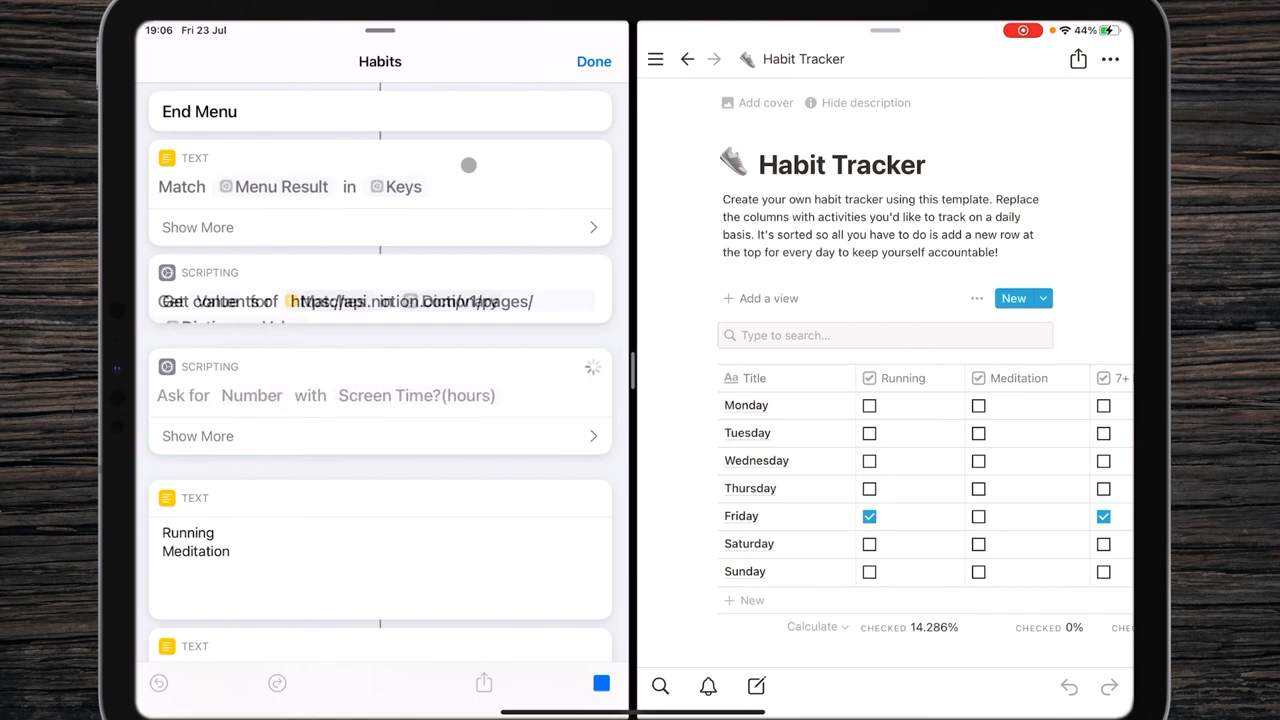 19:06 Fri 23 Jul
Habits
Done
End Menu
TEXT
Match Menu Result in Keys
Show More
SCRIPTING
SCRIPTING
Ask for Number with Screen Time?(hours)
Show More
TEXT
Running
Meditation
TEXT
44%
Habit Tracker
Add cover Hide description
Habit Tracker
Create your own habit tracker using this template. Replace
the columns with activities you'd like to track on a daily
basis. It's sorted so all you have to do is add a new row at
the top for every day to keep yourself accountable!
+ Add a view ••• New
Type to search...
Aa Title Running Meditation 7+
Monday
Tuesday
Wednesday
Thursday
Friday
Saturday
Sunday
+ New
Calculate CHECKED 14.286% CHECKED 0% CHEC